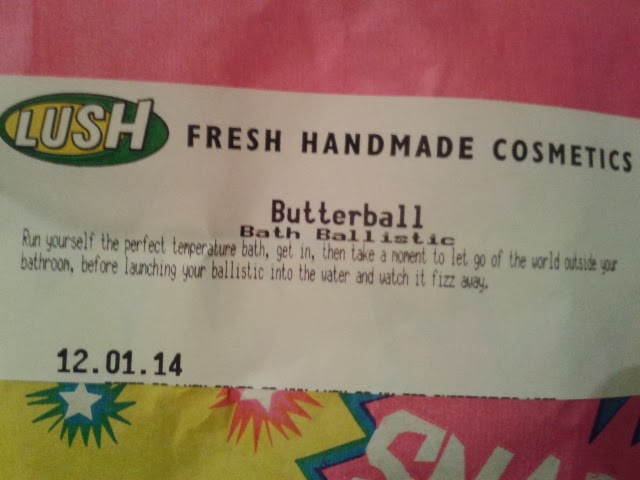 LUSH
FRESH HANDMADE COSMETICS
Butterball
Bath Ballistic
Run yourself the perfect temperature bath, get in, then take a moment to let go of the world outside your
bathroom, before launching your ballistic into the water and watch it fizz away.
12.01.14